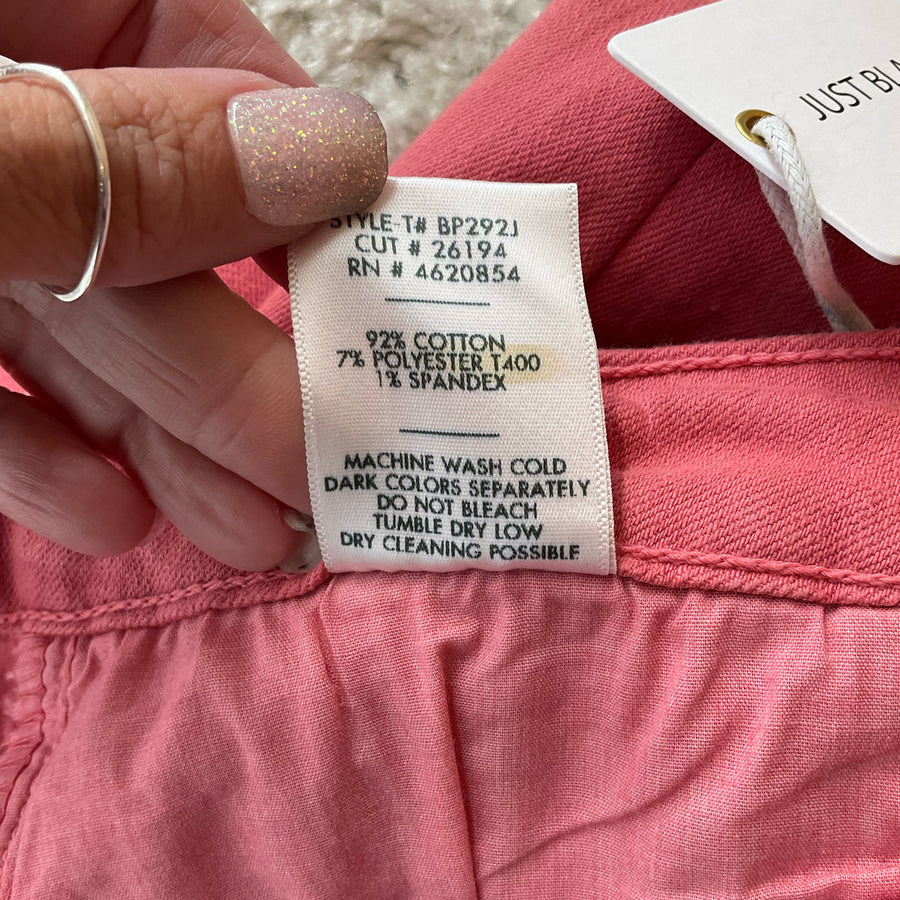 JUST BLA
STYLE-T# BP292J
CUT # 26194
RN # 4620854
92% COTTON
7% POLYESTER T400
1% SPANDEX
MACHINE WASH COLD
DARK COLORS SEPARATELY
DO NOT BLEACH
TUMBLE DRY LOW
DRY CLEANING POSSIBLE